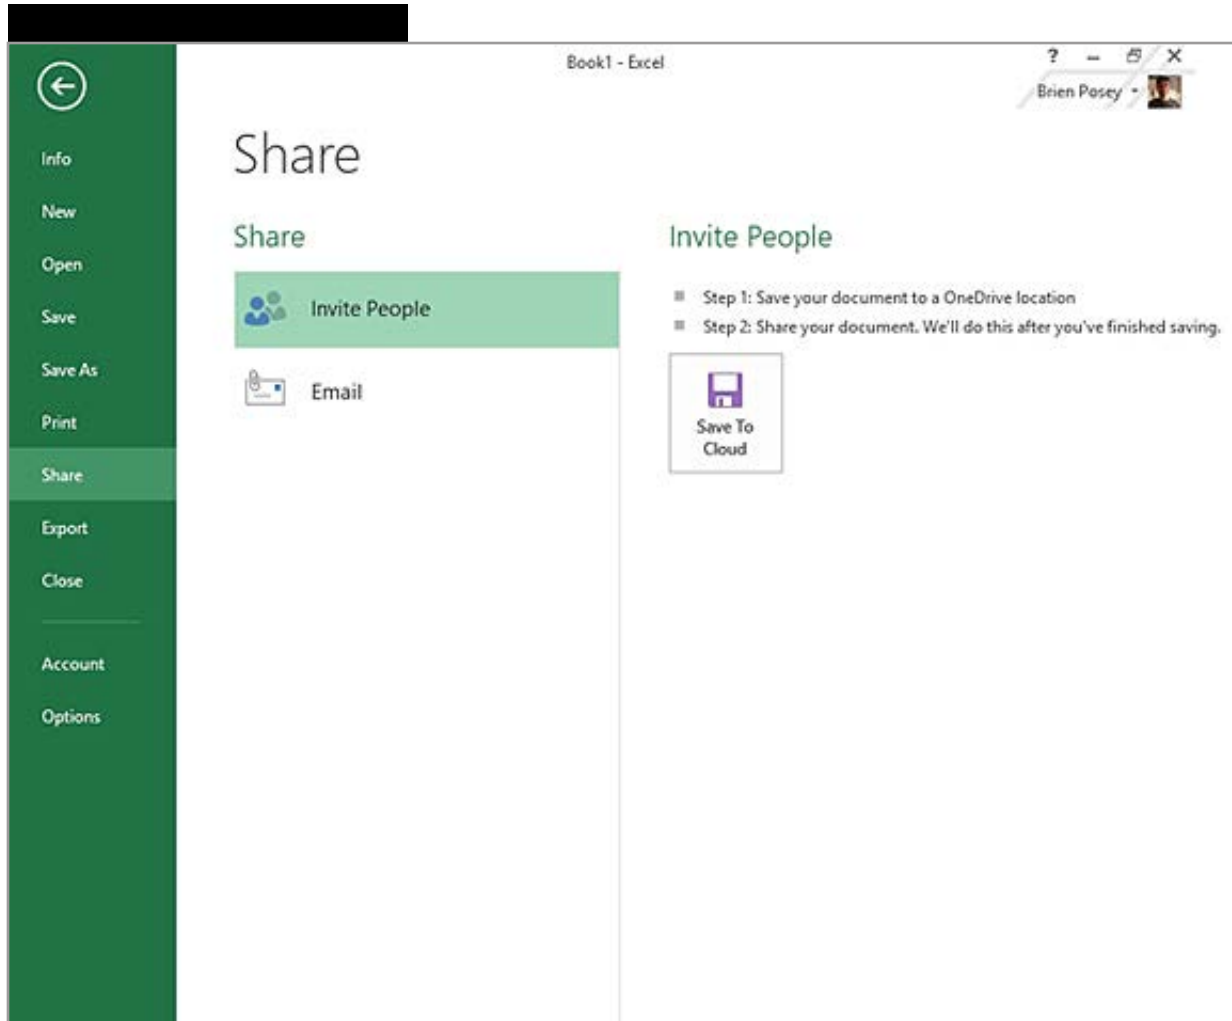 Book1 - Excel
?
Brien Posey
Info
New
Open
Save
Save As
Print
Share
Export
Close
Account
Options
Share
Share
Invite People
Email
Invite People
Step 1: Save your document to a OneDrive location
Step 2: Share your document. We'll do this after you've finished saving.
Save To
Cloud